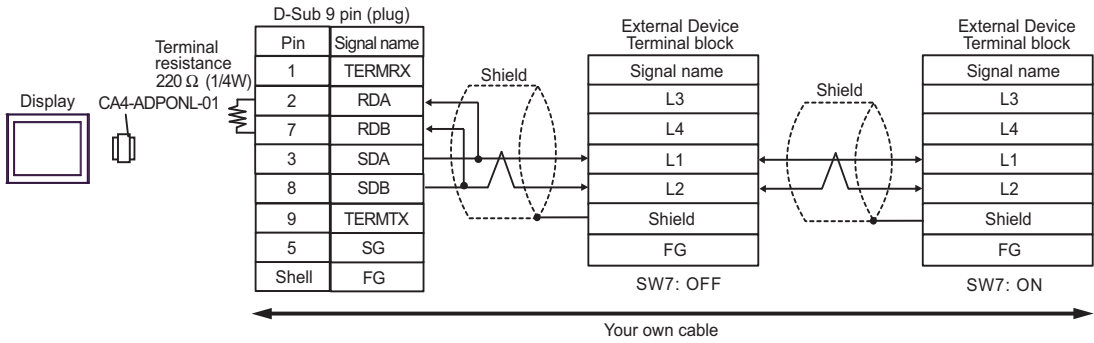 D-Sub 9 pin (plug)
Pin Signal name
1 TERMRX
2 RDA
7 RDB
3 SDA
8 SDB
9 TERMTX
5 SG
Shell FG
Terminal
resistance
220 Ω (1/4W)
Display
CA4-ADPONL-01
Shield
External Device
Terminal block
Signal name
L3
L4
L1
L2
Shield
FG
SW7: OFF
Shield
External Device
Terminal block
Signal name
L3
L4
L1
L2
Shield
FG
SW7: ON
Your own cable